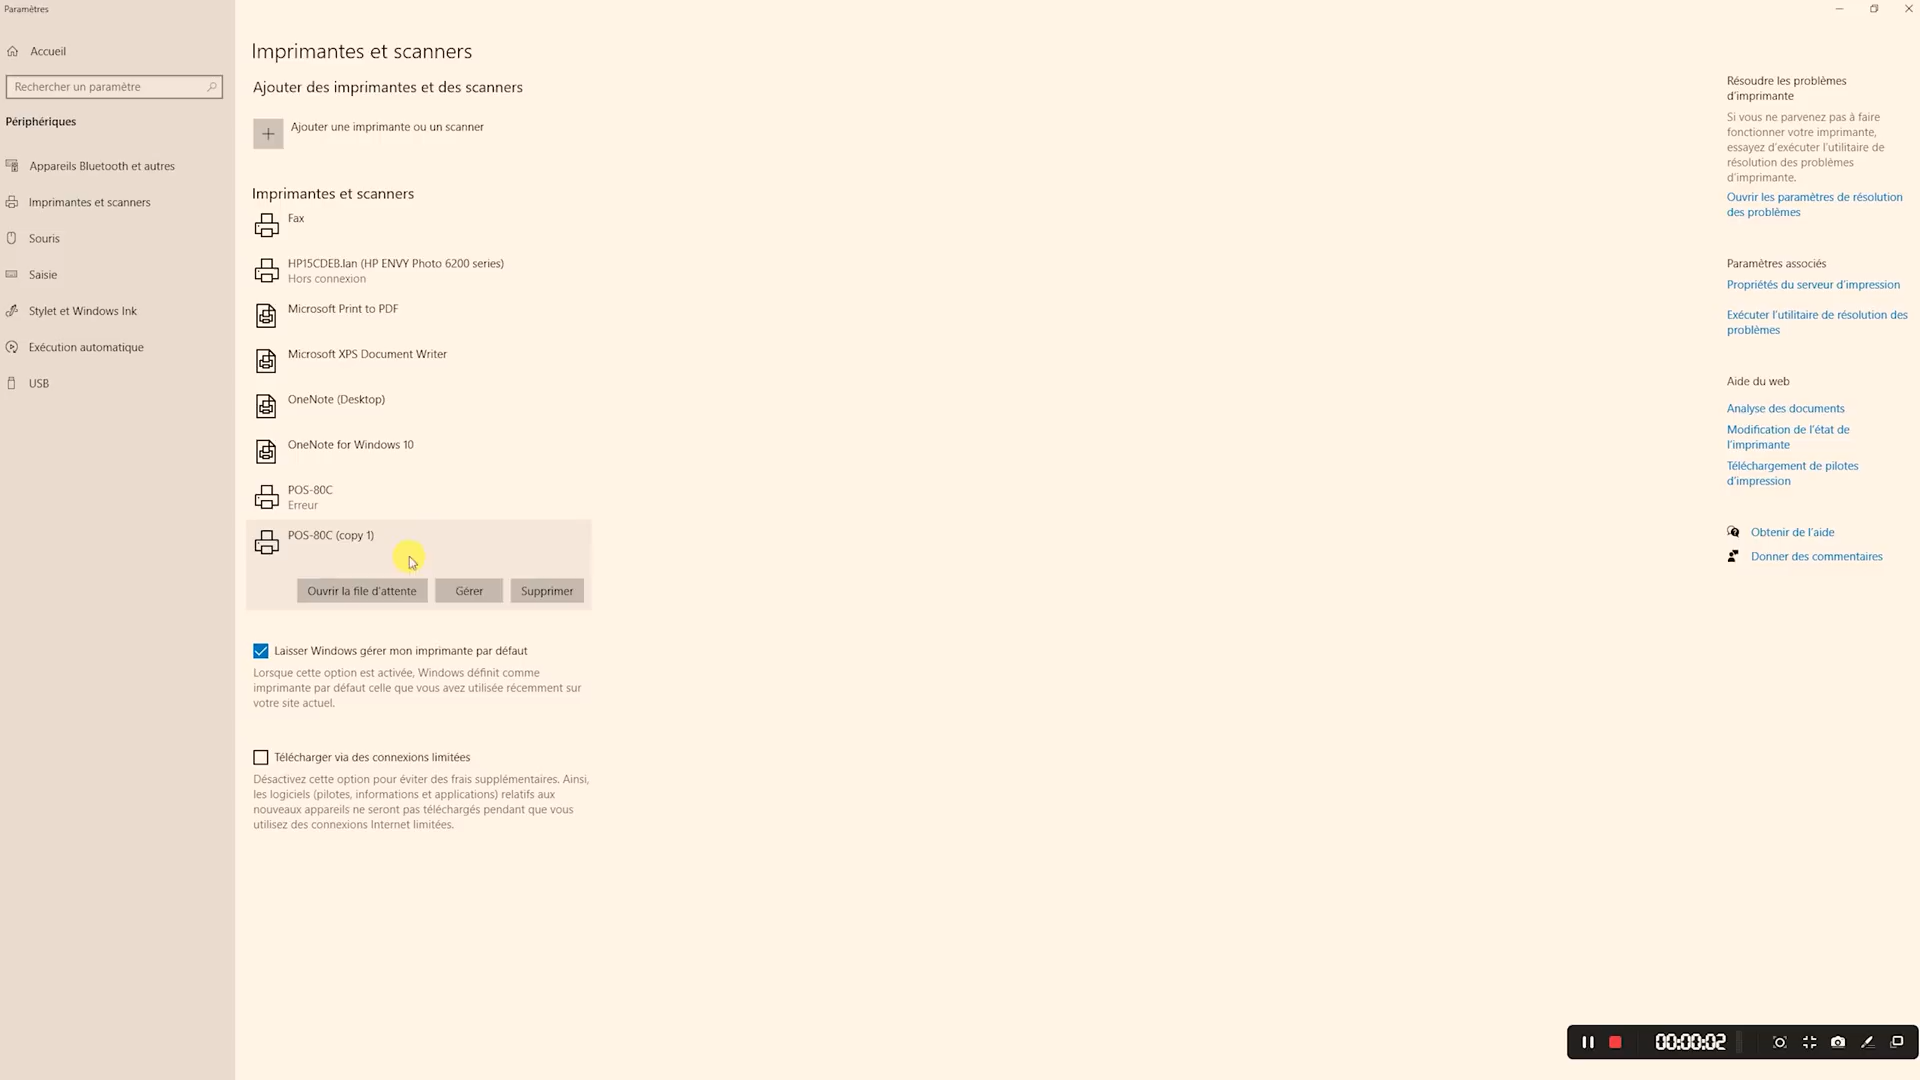 Paramètres
Accueil
Rechercher un paramètre
Périphériques
Appareils Bluetooth et autres
Imprimantes et scanners
Souris
Saisie
Stylet et Windows Ink
Exécution automatique
USB
Imprimantes et scanners
Ajouter des imprimantes et des scanners
Ajouter une imprimante ou un scanner
Imprimantes et scanners
Fax
HP15CDEB.lan (HP ENVY Photo 6200 series)
Hors connexion
Microsoft Print to PDF
Microsoft XPS Document Writer
OneNote (Desktop)
OneNote for Windows 10
POS-80C
Erreur
POS-80C (copy 1)
Ouvrir la file d'attente
Gérer
Supprimer
Laisser Windows gérer mon imprimante par défaut
Lorsque cette option est activée, Windows définit comme
imprimante par défaut celle que vous avez utilisée récemment sur
votre site actuel.
Télécharger via des connexions limitées
Désactivez cette option pour éviter des frais supplémentaires. Ainsi,
les logiciels (pilotes, informations et applications) relatifs aux
nouveaux appareils ne seront pas téléchargés pendant que vous
utilisez des connexions Internet limitées.
Résoudre les problèmes
d'imprimante
Si vous ne parvenez pas à faire
fonctionner votre imprimante,
essayez d'exécuter l'utilitaire de
résolution des problèmes
d'imprimante.
Ouvrir les paramètres de résolution
des problèmes
Paramètres associés
Propriétés du serveur d'impression
Exécuter l'utilitaire de résolution des
problèmes
Aide du web
Analyse des documents
Modification de l'état de
l'imprimante
Téléchargement de pilotes
d'impression
Obtenir de l'aide
Donner des commentaires
00:00:02